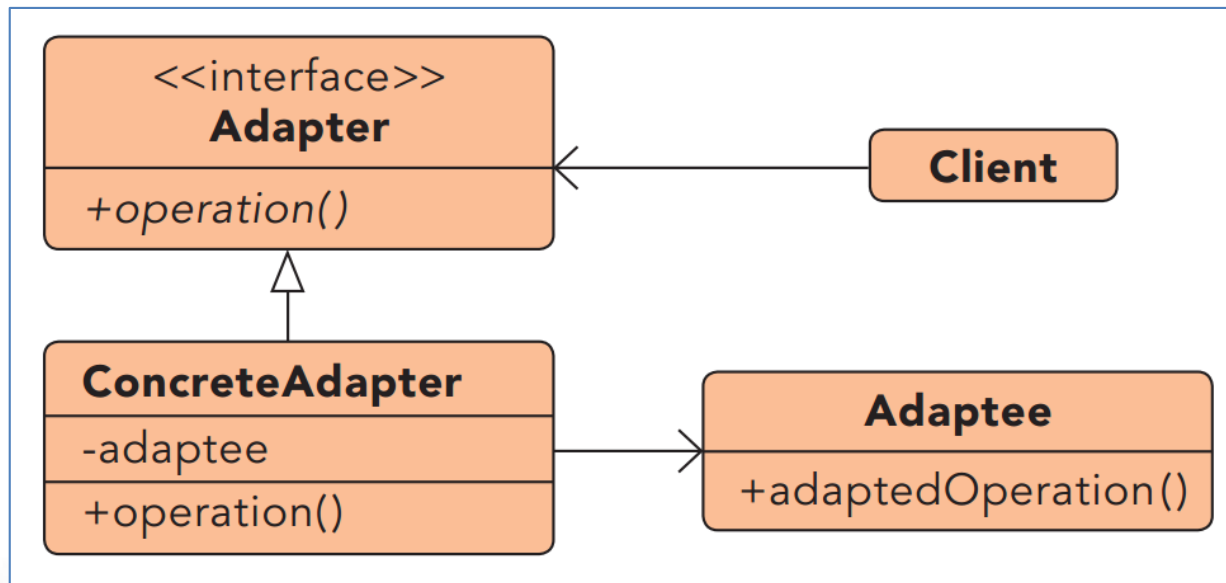 <<interface>>
Adapter
+operation()
Client
ConcreteAdapter
-adaptee
+operation()
Adaptee
+adaptedOperation()